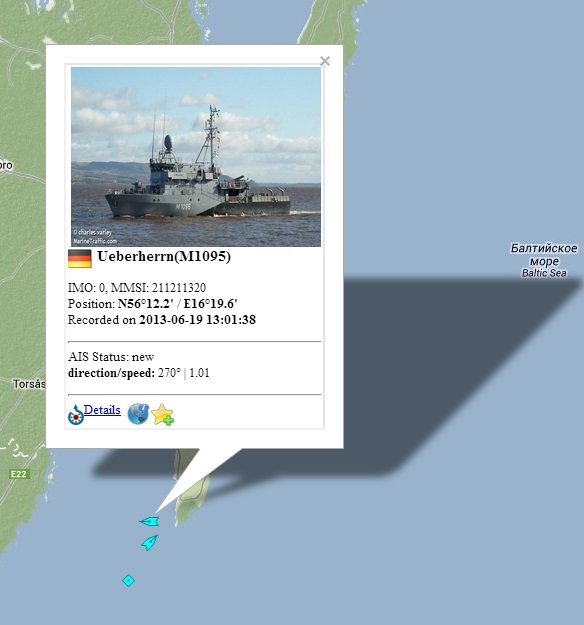 оro
Балтийское
море
Baltic Sea
M1095
© charles varley
MarineTraffic.com
Ueberherrn(M1095)
IMO: 0, MMSI: 211211320
Position: N56°12.2' / E16°19.6'
Recorded on 2013-06-19 13:01:38
AIS Status: new
direction/speed: 270° | 1.01
Torsås
Details
E22